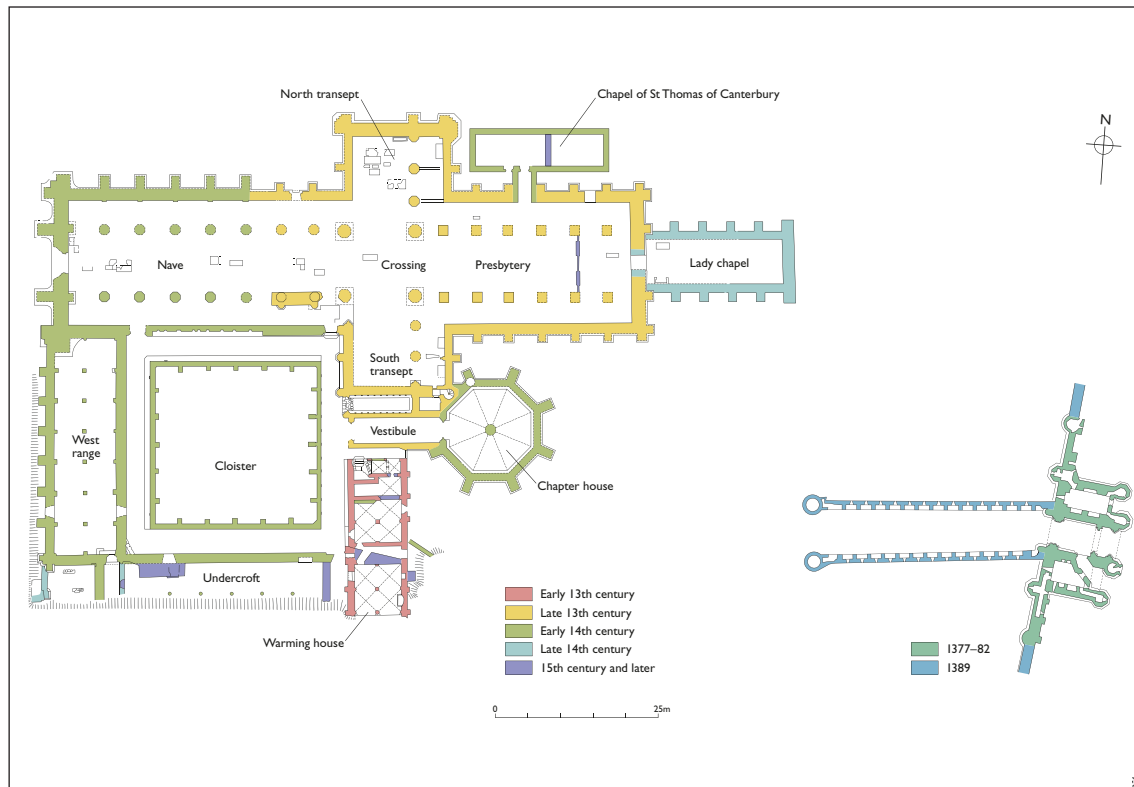 North transept
Chapel of St Thomas of Canterbury
N
Nave
Crossing
Presbytery
Lady chapel
South
transept
West
range
Cloister
Vestibule
Chapter house
Undercroft
Warming house
Early 13th century
Late 13th century
Early 14th century
Late 14th century
15th century and later
1377–82
1389
0
25m